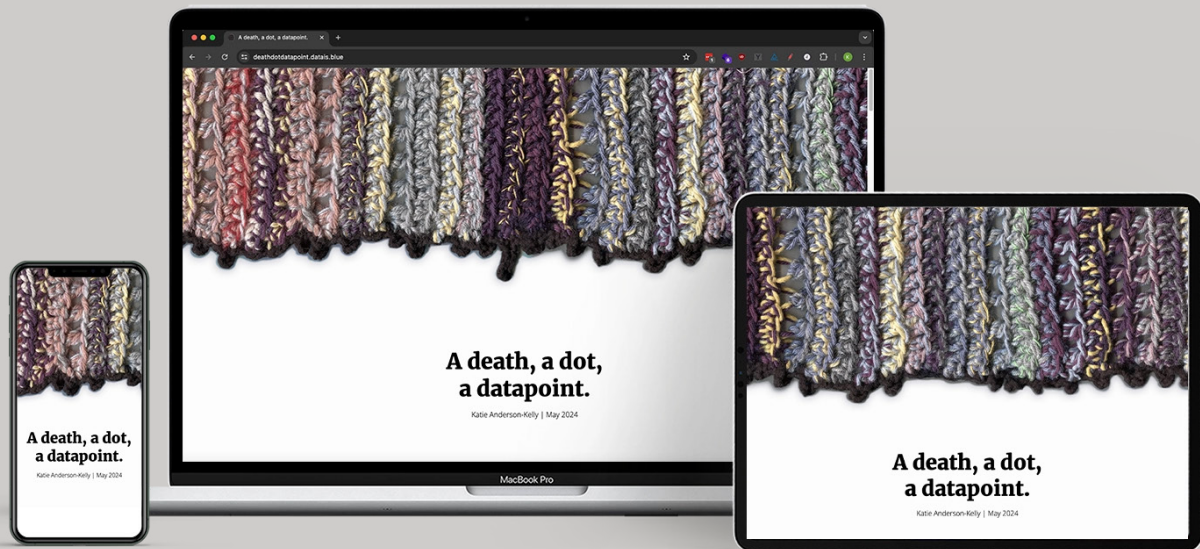 A death, a dot, a datapoint.
deathdotdatapoint.datais.blue
A death, a dot,
a datapoint.
Katie Anderson-Kelly | May 2024
MacBook Pro
A death, a dot,
a datapoint.
Katie Anderson-Kelly | May 2024
A death, a dot,
a datapoint.
Katie Anderson-Kelly | May 2024